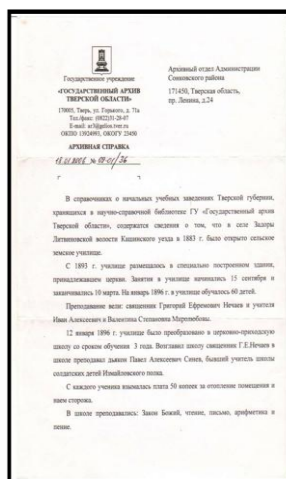 Государственное учреждение
«ГОСУДАРСТВЕННЫЙ АРХИВ
ТВЕРСКОЙ ОБЛАСТИ»
170005, Тверь, ул. Горького, д. 71а
АРХИВНАЯ СПРАВКА
Архивный отдел Администрации
Сонковского района
171450, Тверская область,
пр. Ленина, д.24
В справочниках о начальных учебных заведениях Тверской губернии,
хранящихся в научно-справочной библиотеке ГУ «Государственный архив
Тверской области», содержатся сведения о том, что в селе Задоры
Литвиновской волости Кашинского уезда в 1883 г. было открыто сельское
земское училище.
С 1893 г. училище размещалось в специально построенном здании,
принадлежавшем церкви. Занятия в училище начинались 15 сентября и
заканчивались 10 марта. На январь 1896 г. в училище обучалось 60 детей.
Преподавание вели: священник Григорий Ефремович Нечаев и учителя
Иван Алексеевич и Валентина Степановна
12 января 1896 г. училище было преобразовано в церковно-приходскую
школу со сроком обучения 3 года. Возглавил школу священник Г.Е.Нечаев в
школе преподавал дьякон Павел Алексеевич Синев, бывший учитель школы
солдатских детей Измайловского полка.
С каждого ученика взималась плата 50 копеек за отопление помещения и
наем сторожа.
В школе преподавались: Закон Божий, чтение, письмо, арифметика и
пение.